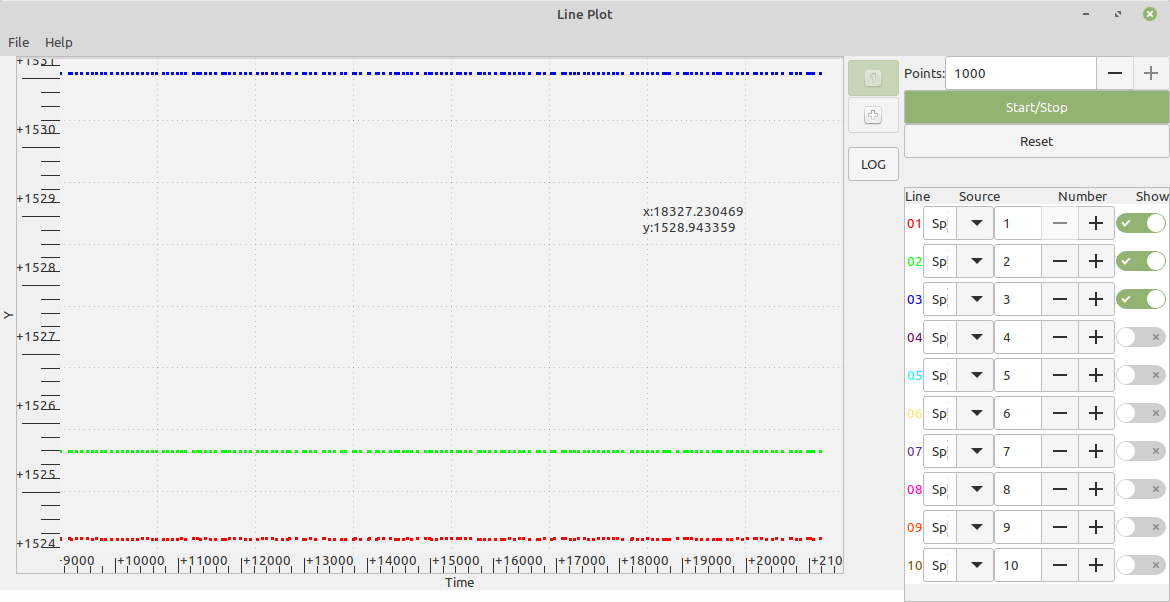 Line Plot
File Help
+1531
+1530
+1529
+1528
+1527
+1526
+1525
+1524
Y
x:18327.230469
y:1528.943359
-9000 +10000 +11000 +12000 +13000 +14000 +15000 +16000 +17000 +18000 +19000 +20000 +210
Time
LOG
Points: 1000
Start/Stop
Reset
Line Source Number Show
01 Sp 1
02 Sp 2
03 Sp 3
04 Sp 4
05 Sp 5
06 Sp 6
07 Sp 7
08 Sp 8
09 Sp 9
10 Sp 10